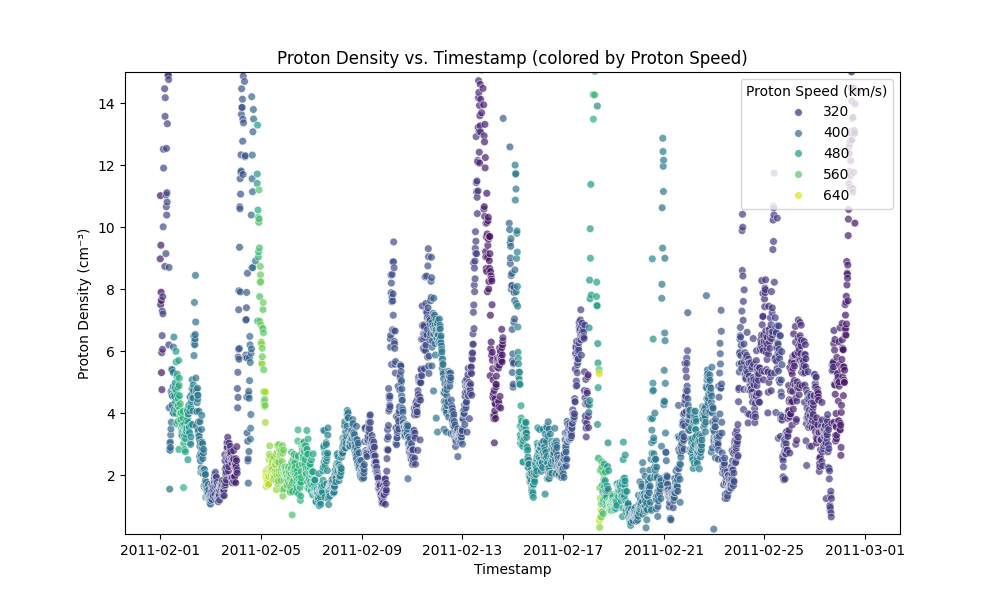 Proton Density vs. Timestamp (colored by Proton Speed)
Proton Density (cm⁻³)
14
12
10
8
6
4
2
Proton Speed (km/s)
320
400
480
560
640
2011-02-01 2011-02-05 2011-02-09 2011-02-13 2011-02-17 2011-02-21 2011-02-25 2011-03-01
Timestamp